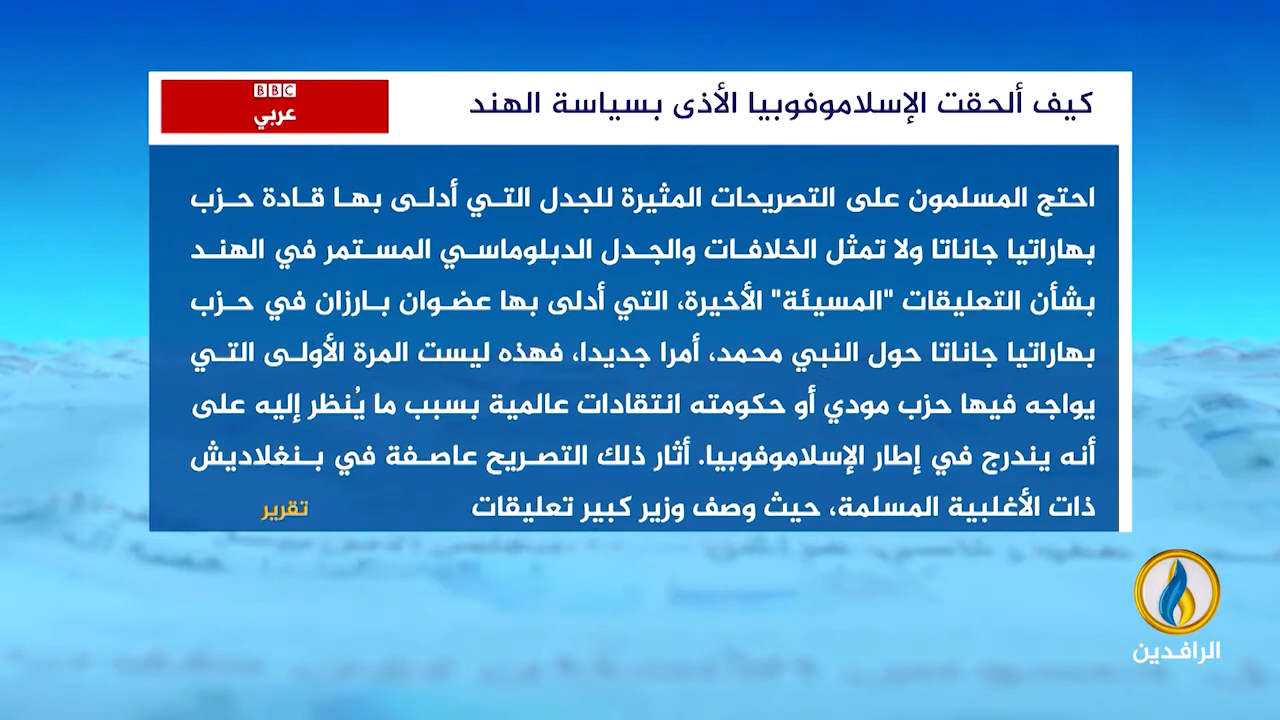 كيف ألحقت الإسلاموفوبيا الأذى بسياسة الهند
BBC
عربي
احتج المسلمون على التصريحات المثيرة للجدل التي أدلى بها قادة حزب
بهاراتيا جاناتا ولا تمثل الخلافات والجدل الدبلوماسي المستمر في الهند
بشأن التعليقات "المسيئة" الأخيرة، التي أدلى بها عضوان بارزان في حزب
بهاراتيا جاناتا حول النبي محمد، أمرا جديدا، فهذه ليست المرة الأولى التي
يواجه فيها حزب مودي أو حكومته انتقادات عالمية بسبب ما يُنظر إليه على
أنه يندرج في إطار الإسلاموفوبيا. أثار ذلك التصريح عاصفة في بنغلاديش
ذات الأغلبية المسلمة، حيث وصف وزير كبير تعليقات
تقرير
الرافدين